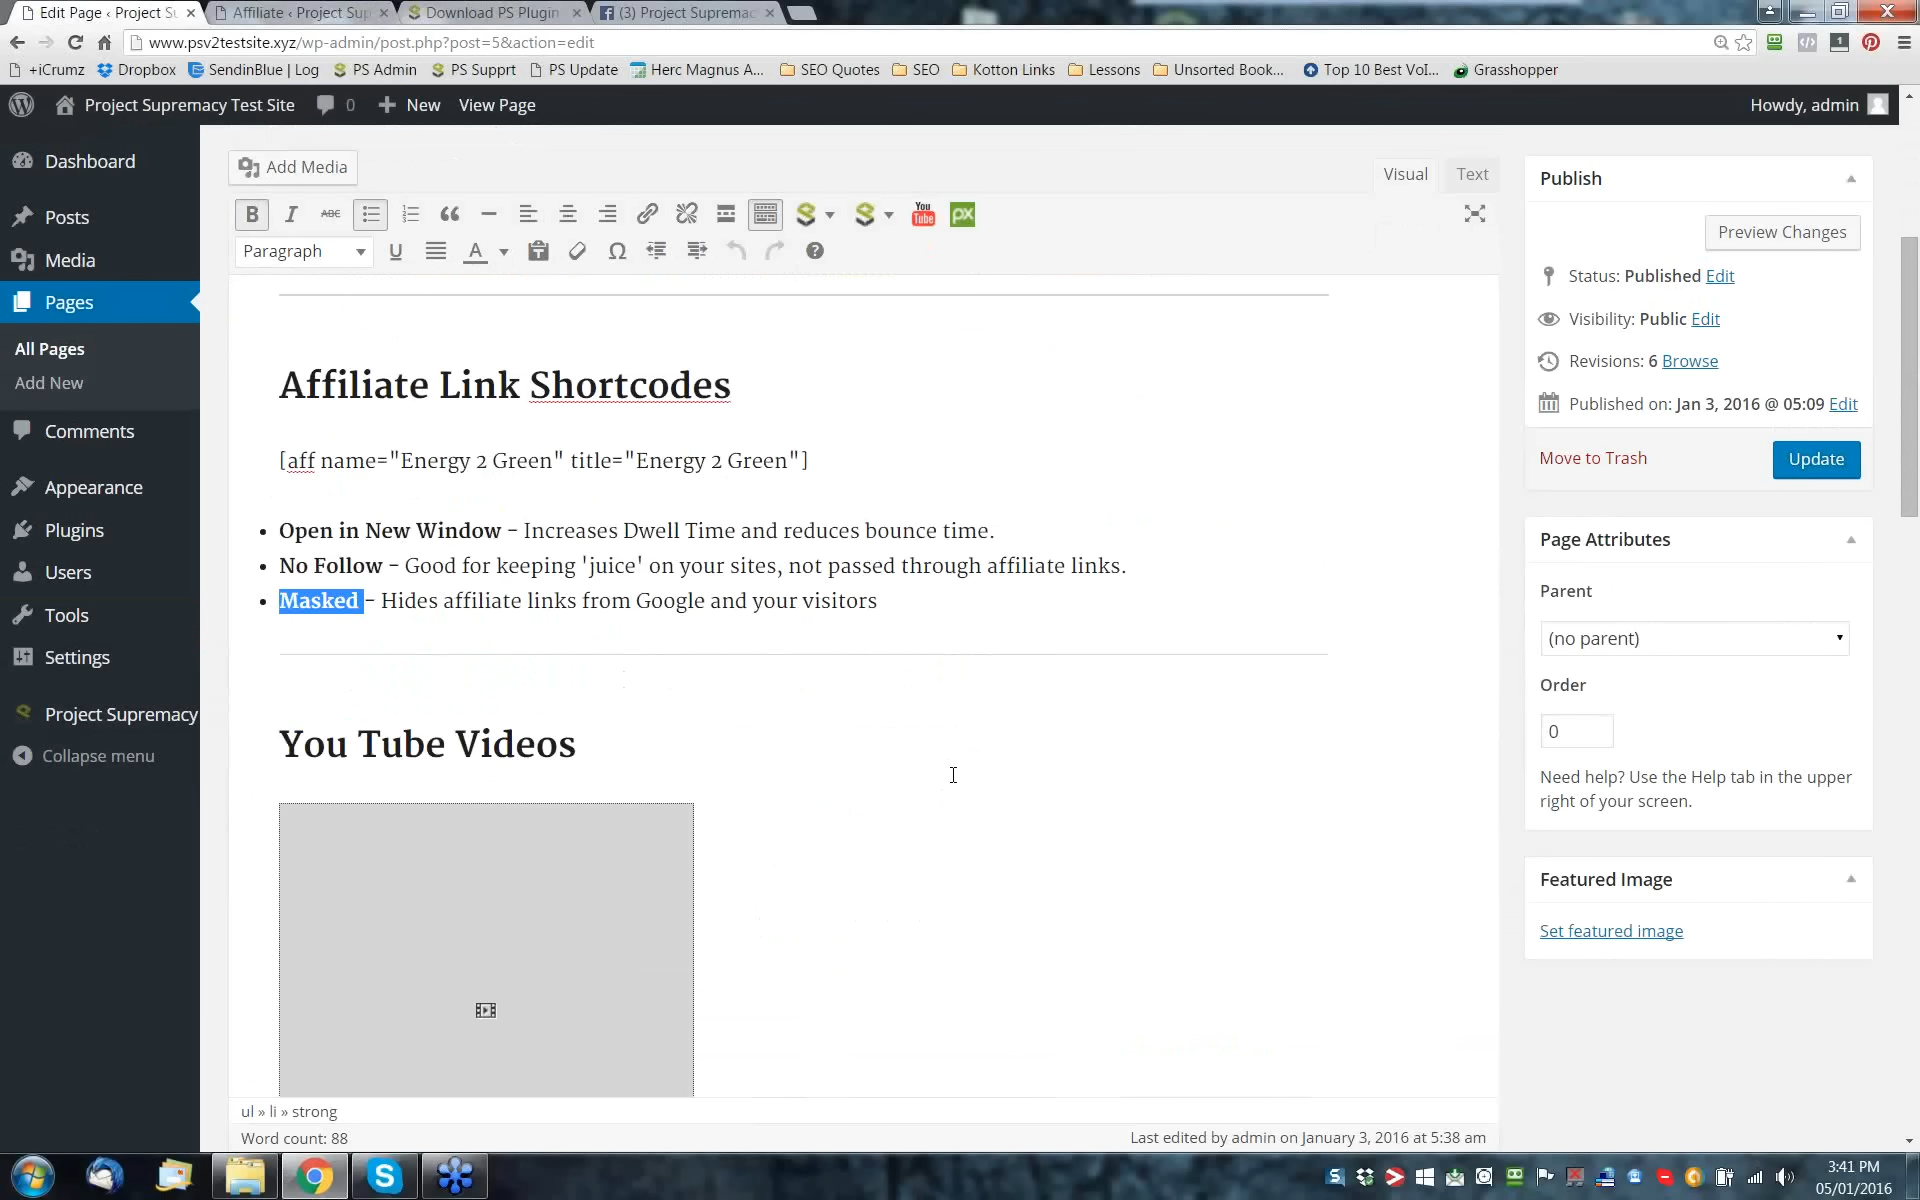 Edit Page ‹ Project Su
Affiliate ‹ Project Sup
Download PS Plugin
(3) Project Supremac
www.psv2testsite.xyz/wp-admin/post.php?post=5&action=edit
+iCrumz
Dropbox
SendinBlue | Log
PS Admin
PS Supprt
PS Update
Herc Magnus A...
SEO Quotes
SEO
Kotton Links
Lessons
Unsorted Book...
Top 10 Best VoI...
Grasshopper
Project Supremacy Test Site
0
New
View Page
Howdy, admin
Dashboard
Posts
Media
Pages
All Pages
Add New
Comments
Appearance
Plugins
Users
Tools
Settings
Project Supremacy
Collapse menu
Add Media
Visual
Text
B I ABC
You
Tube
px
Paragraph
U
A
Ω
Affiliate Link Shortcodes
[aff name="Energy 2 Green" title="Energy 2 Green"]
• Open in New Window - Increases Dwell Time and reduces bounce time.
• No Follow - Good for keeping 'juice' on your sites, not passed through affiliate links.
• Masked - Hides affiliate links from Google and your visitors
You Tube Videos
ul » li » strong
Word count: 88
Last edited by admin on January 3, 2016 at 5:38 am
Publish
Preview Changes
Status: Published Edit
Visibility: Public Edit
Revisions: 6 Browse
Published on: Jan 3, 2016 @ 05:09 Edit
Move to Trash
Update
Page Attributes
Parent
(no parent)
Order
0
Need help? Use the Help tab in the upper
right of your screen.
Featured Image
Set featured image
3:41 PM
05/01/2016